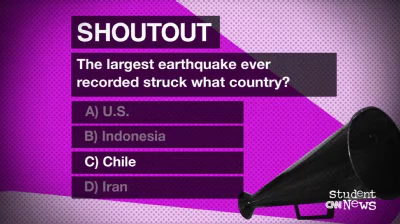 SHOUTOUT
The largest earthquake ever
recorded struck what country?
A) U.S.
B) Indonesia
C) Chile
D) Iran
Student
CNN NEWS